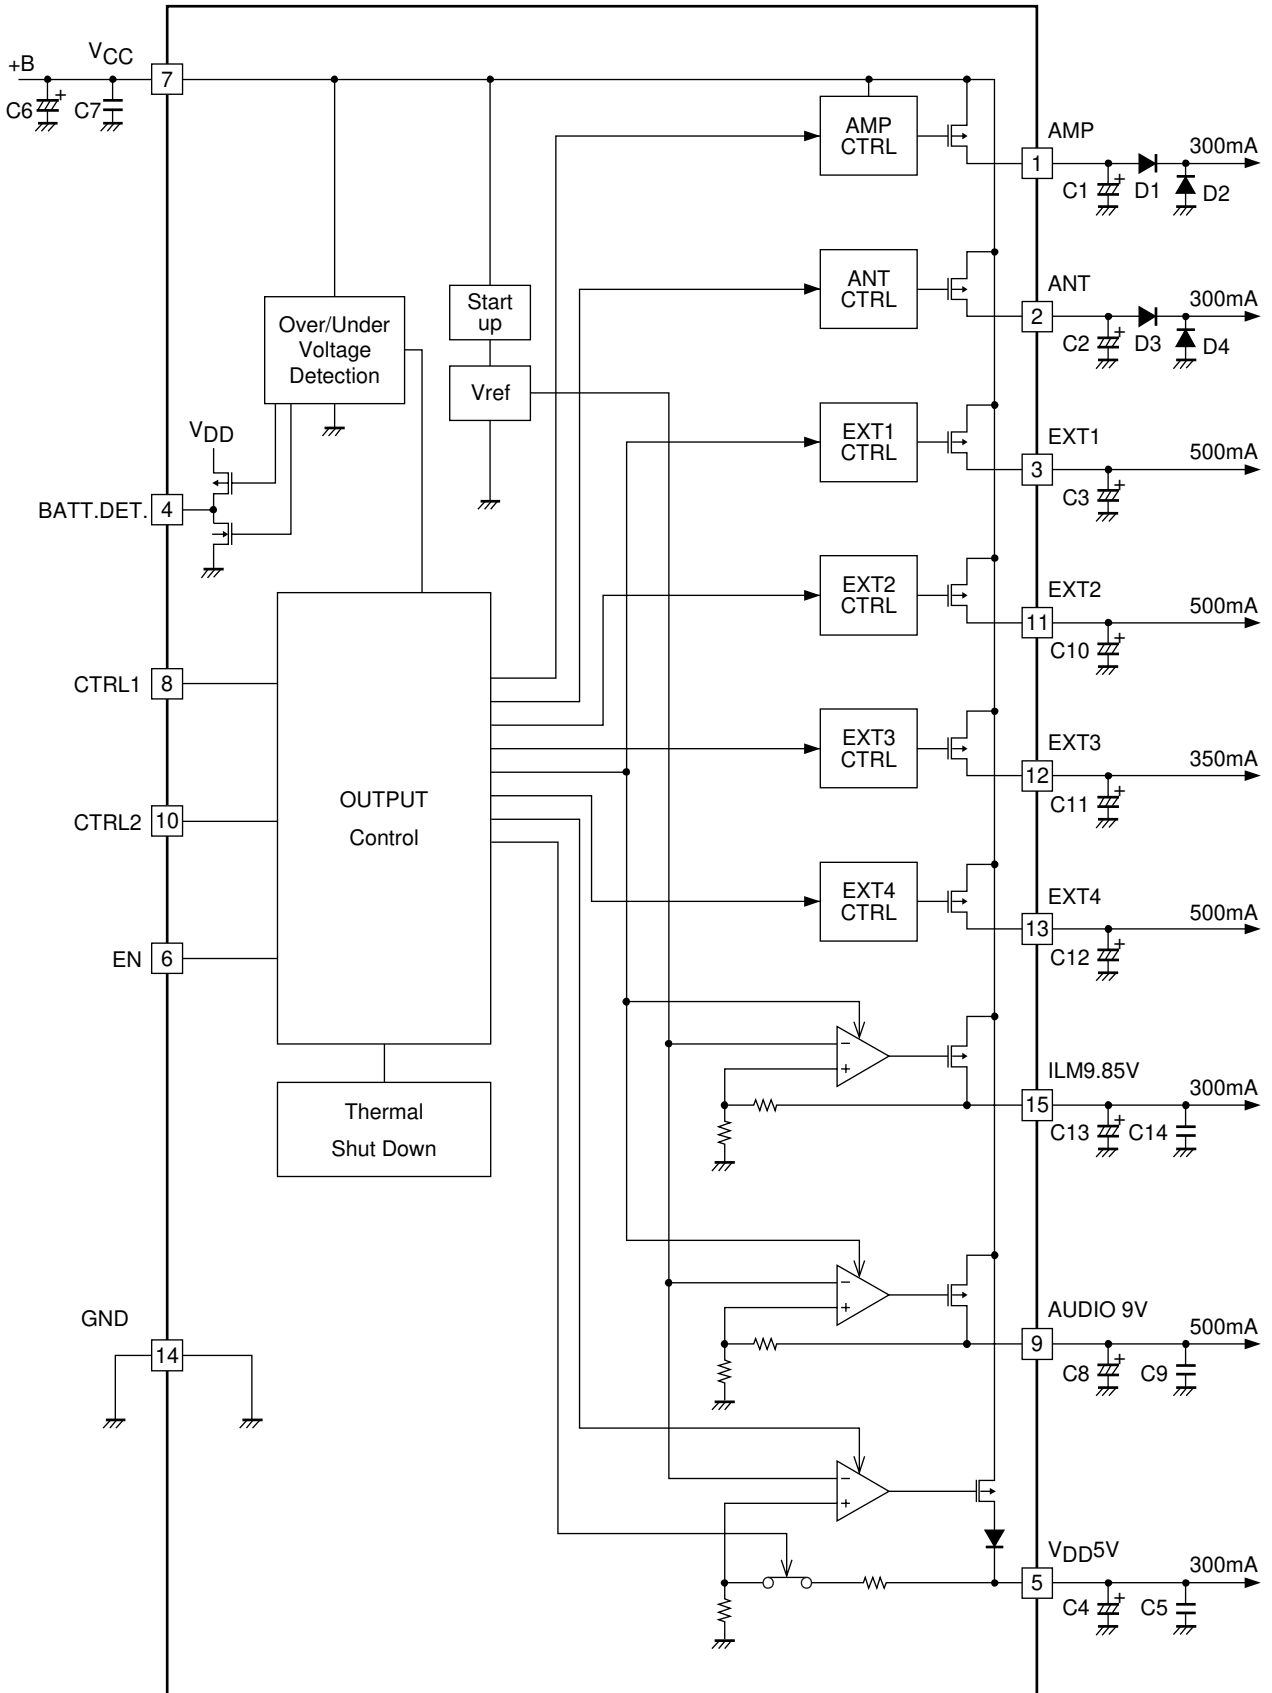 +B
VCC
7
C6
+
C7
AMP
CTRL
AMP
1
300mA
C1
+
D1
D2
ANT
CTRL
ANT
2
300mA
C2
+
D3
D4
Start
up
Over/Under
Voltage
Detection
Vref
VDD
BATT.DET.
4
EXT1
CTRL
EXT1
3
500mA
C3
+
EXT2
CTRL
EXT2
11
500mA
C10
+
CTRL1
8
EXT3
CTRL
EXT3
12
350mA
C11
+
OUTPUT
Control
CTRL2
10
EXT4
CTRL
EXT4
13
500mA
C12
+
EN
6
−
+
ILM9.85V
15
300mA
C13
+
C14
Thermal
Shut Down
−
+
AUDIO 9V
9
500mA
C8
+
C9
GND
14
−
+
VDD5V
5
300mA
C4
+
C5